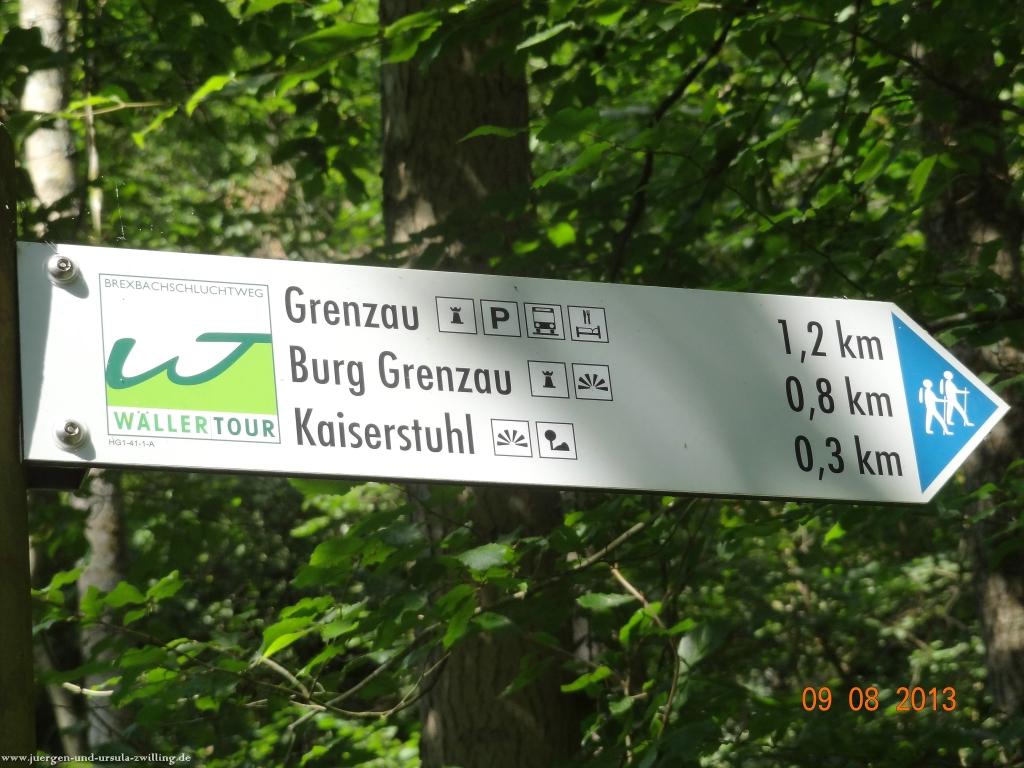 BREXBACHSCHLUCHTWEG
WÄLLERTOUR
HG1-41-1-A
Grenzau P 1,2 km
Burg Grenzau 0,8 km
Kaiserstuhl 0,3 km
09 08 2013
www.juergen-und-ursula-zwilling.de